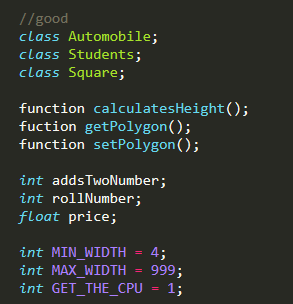 //good
class Automobile;
class Students;
class Square;
function calculatesHeight();
fuction getPolygon();
function setPolygon();
int addsTwoNumber;
int rollNumber;
float price;
int MIN_WIDTH = 4;
int MAX_WIDTH = 999;
int GET_THE_CPU = 1;